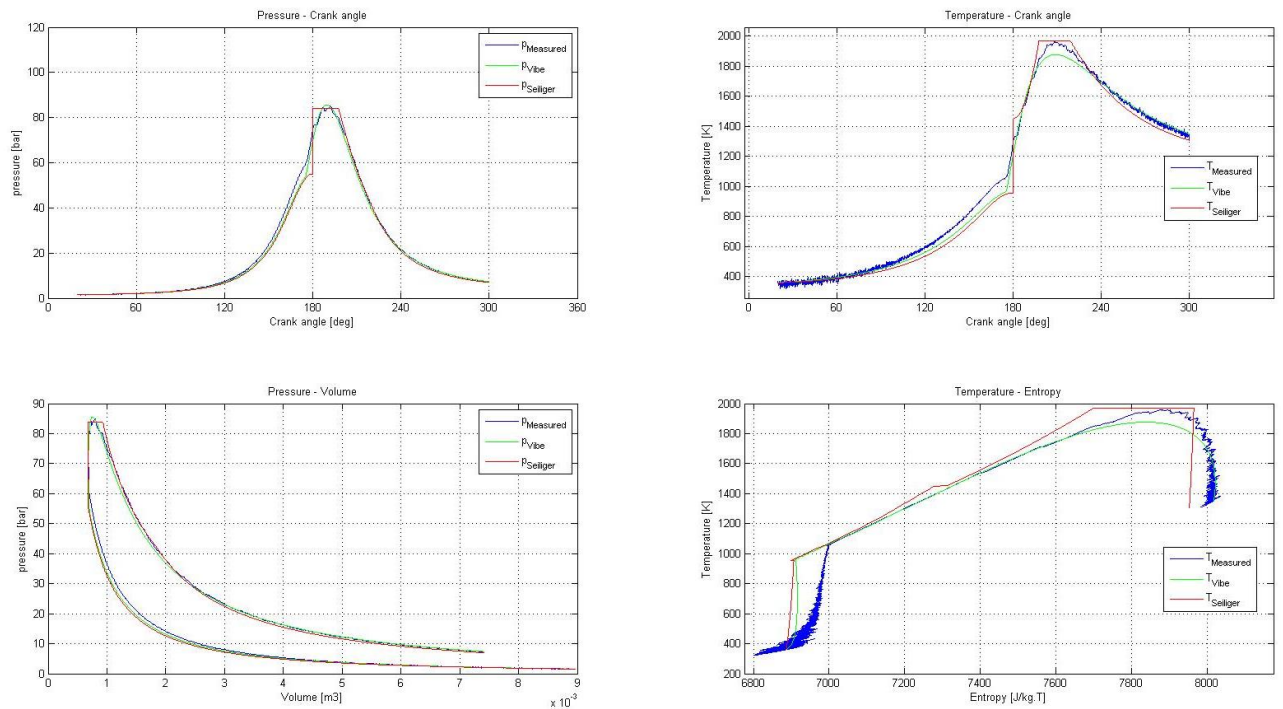 Pressure - Crank angle
120
100
80
60
40
20
0
pressure [bar]
0 60 120 180 240 300 360
Crank angle [deg]
pMeasured
pVibe
pSeiliger
Temperature - Crank angle
2000
1800
1600
1400
1200
1000
800
600
400
Temperature [K]
0 60 120 180 240 300
Crank angle [deg]
TMeasured
TVibe
TSeiliger
Pressure - Volume
90
80
70
60
50
40
30
20
10
0
pressure [bar]
0 1 2 3 4 5 6 7 8 9
x 10-3
Volume [m3]
pMeasured
pVibe
pSeiliger
Temperature - Entropy
2000
1800
1600
1400
1200
1000
800
600
400
200
Temperature [K]
6800 7000 7200 7400 7600 7800 8000
Entropy [J/kg.T]
TMeasured
TVibe
TSeiliger